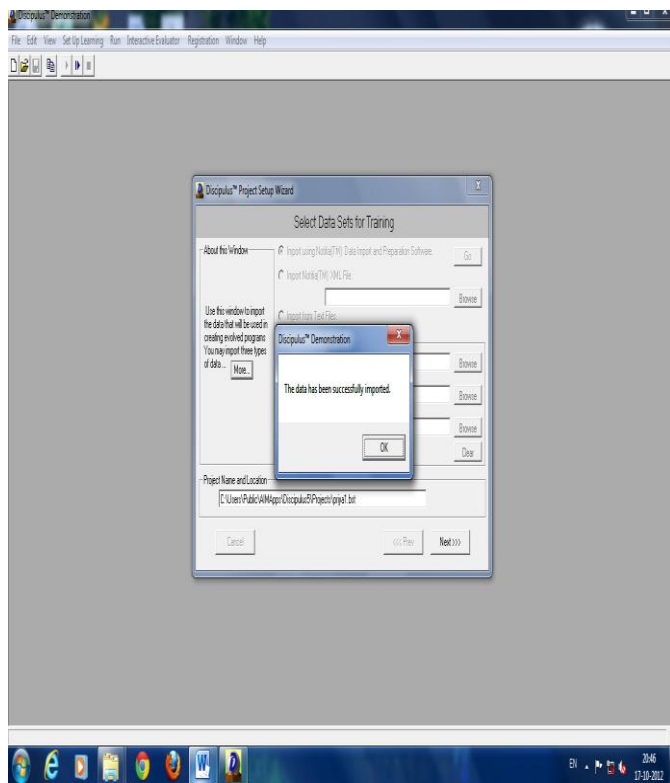 Discipulus™ Demonstration
File Edit View Set Up Learning Run Interactive Evaluator Registration Window Help
Discipulus™ Project Setup Wizard
Select Data Sets for Training
About this Window
Use this window to import
the data that will be used in
creating evolved programs
You may import three types
of data...
More...
Import using Notitia(TM) Data Import and Preparation Software.
Go
Import Notitia(TM) XML File.
Browse
Import from Text Files.
Browse
Browse
Browse
Clear
Discipulus™ Demonstration
The data has been successfully imported.
OK
Project Name and Location
C:\Users\Public\AIMApps\Discipulus5\Projects\priya1.bxt
Cancel
<<< Prev
Next >>>
EN
20:46
17-10-2012